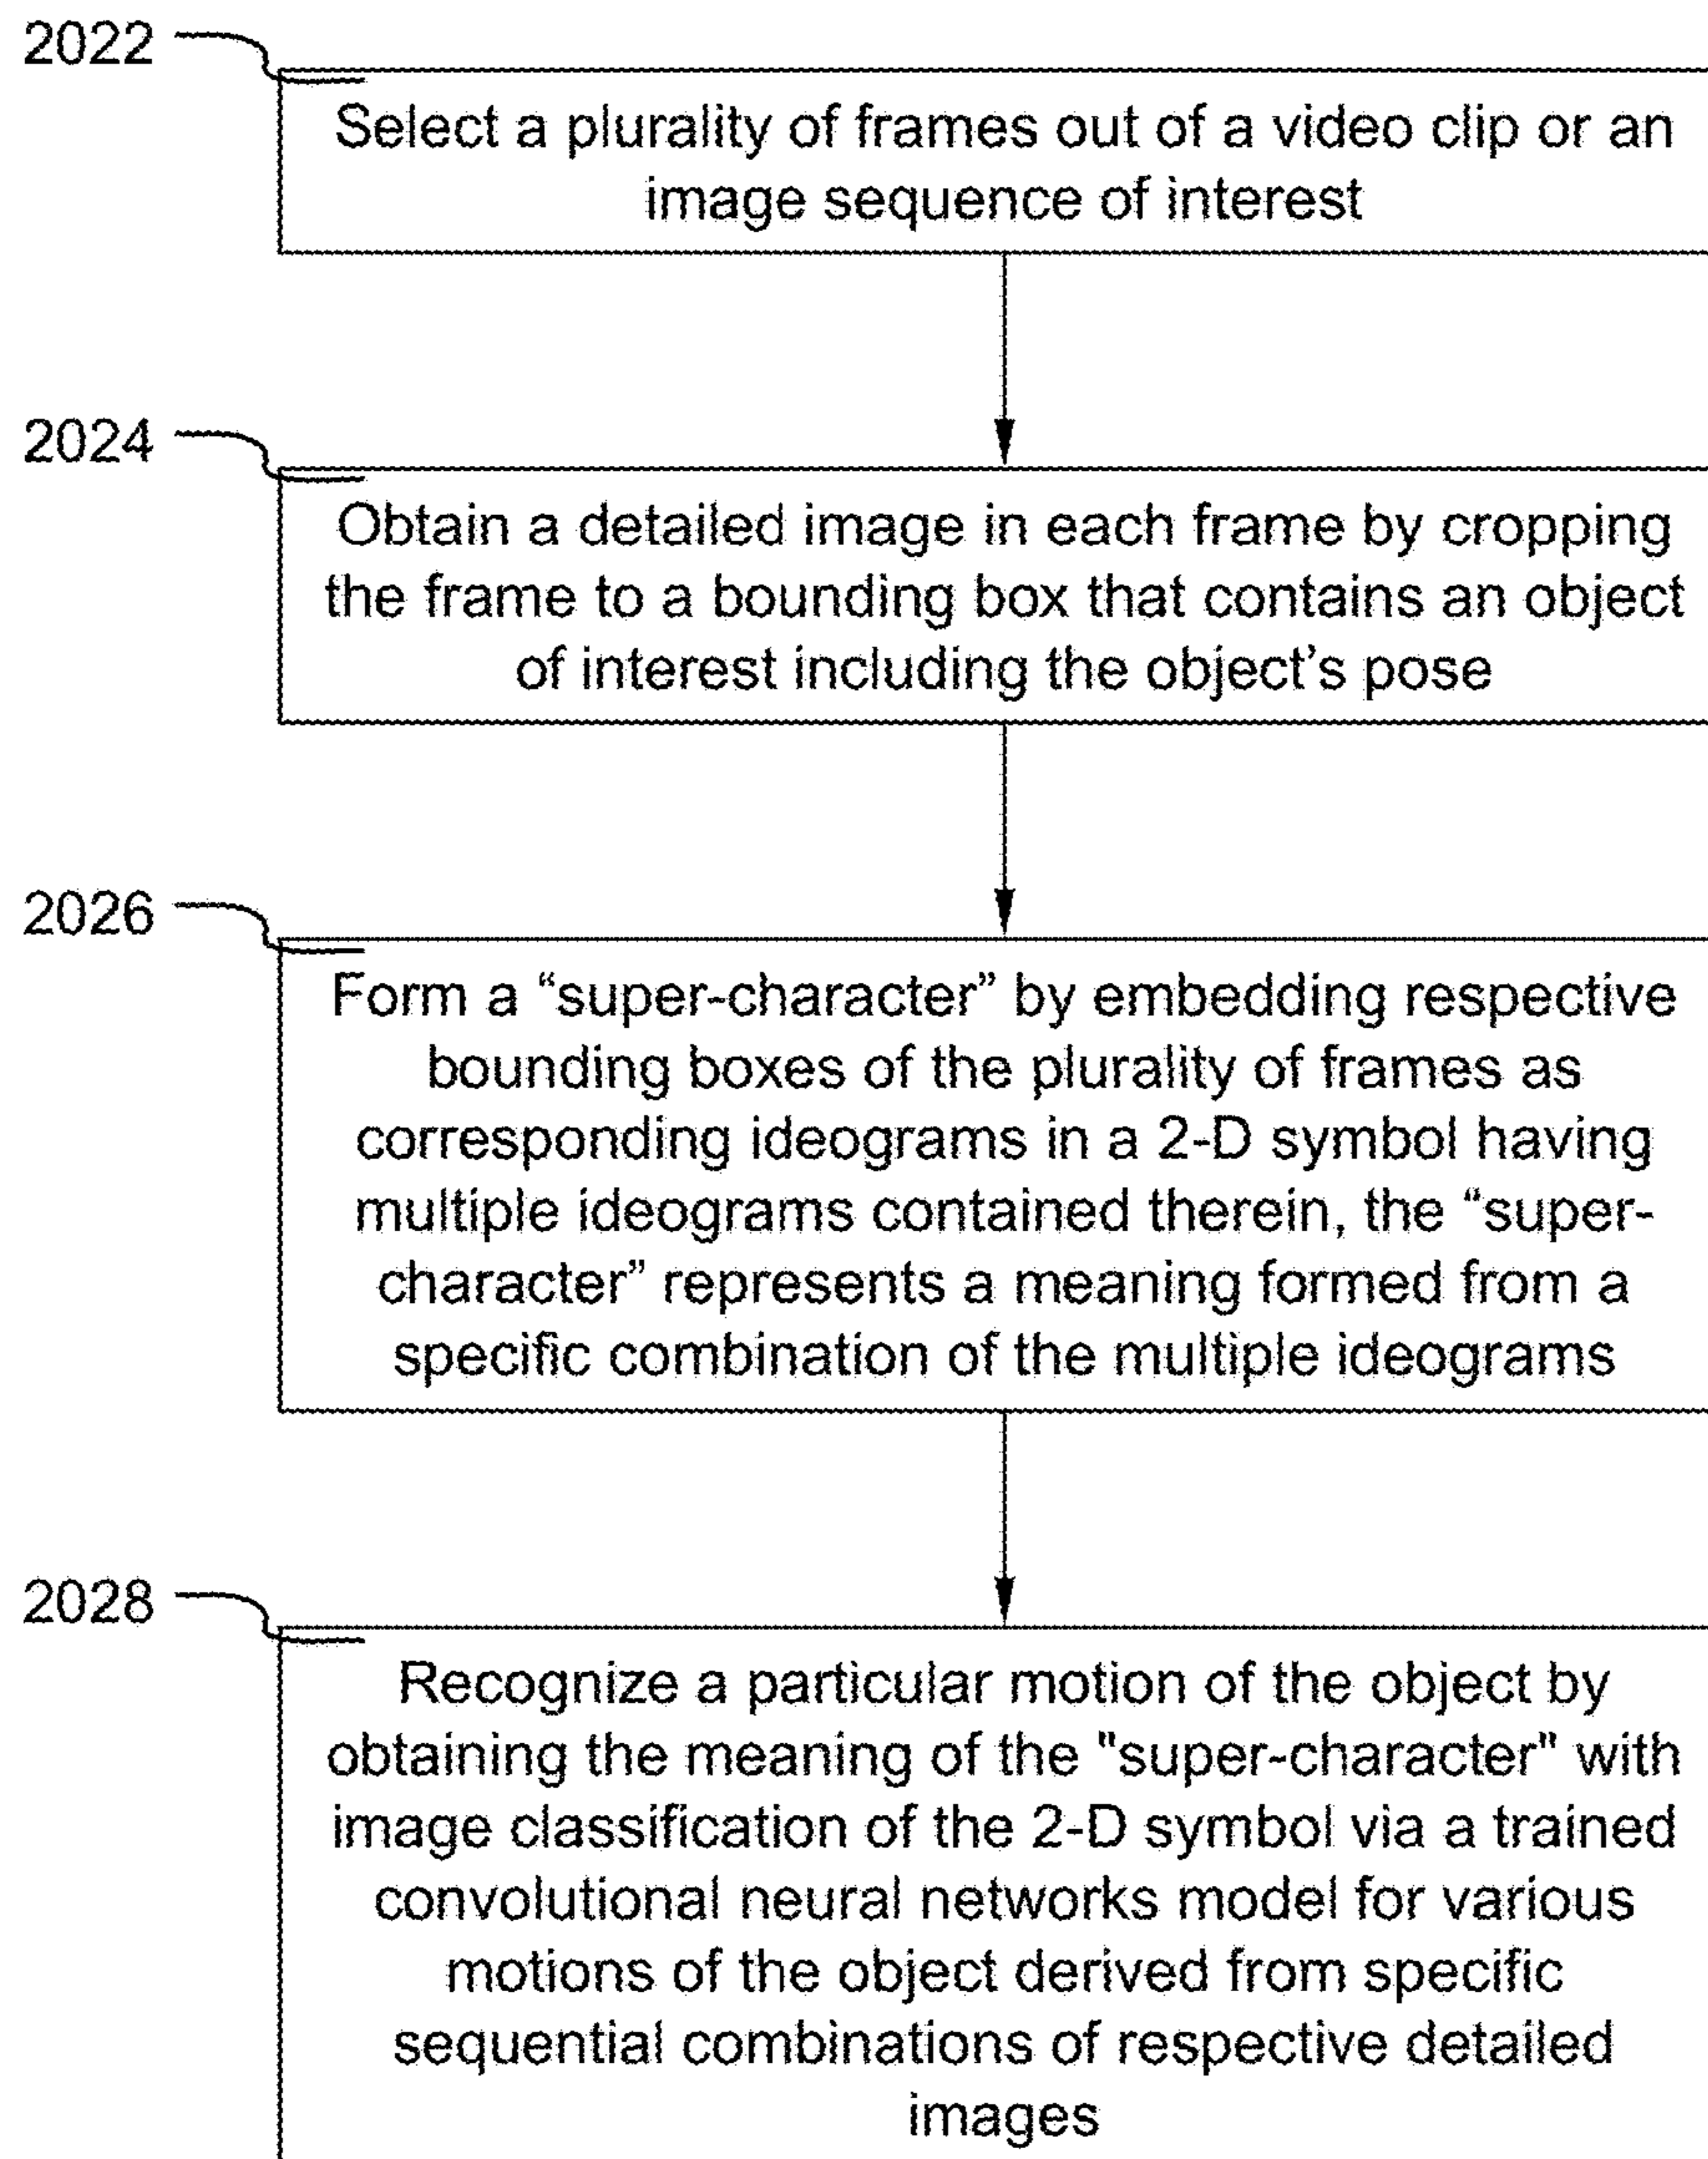 2022
Select a plurality of frames out of a video clip or an
image sequence of interest
2024
Obtain a detailed image in each frame by cropping
the frame to a bounding box that contains an object
of interest including the object’s pose
2026
Form a “super-character” by embedding respective
bounding boxes of the plurality of frames as
corresponding ideograms in a 2-D symbol having
multiple ideograms contained therein, the “super-
character” represents a meaning formed from a
specific combination of the multiple ideograms
2028
Recognize a particular motion of the object by
obtaining the meaning of the "super-character" with
image classification of the 2-D symbol via a trained
convolutional neural networks model for various
motions of the object derived from specific
sequential combinations of respective detailed
images